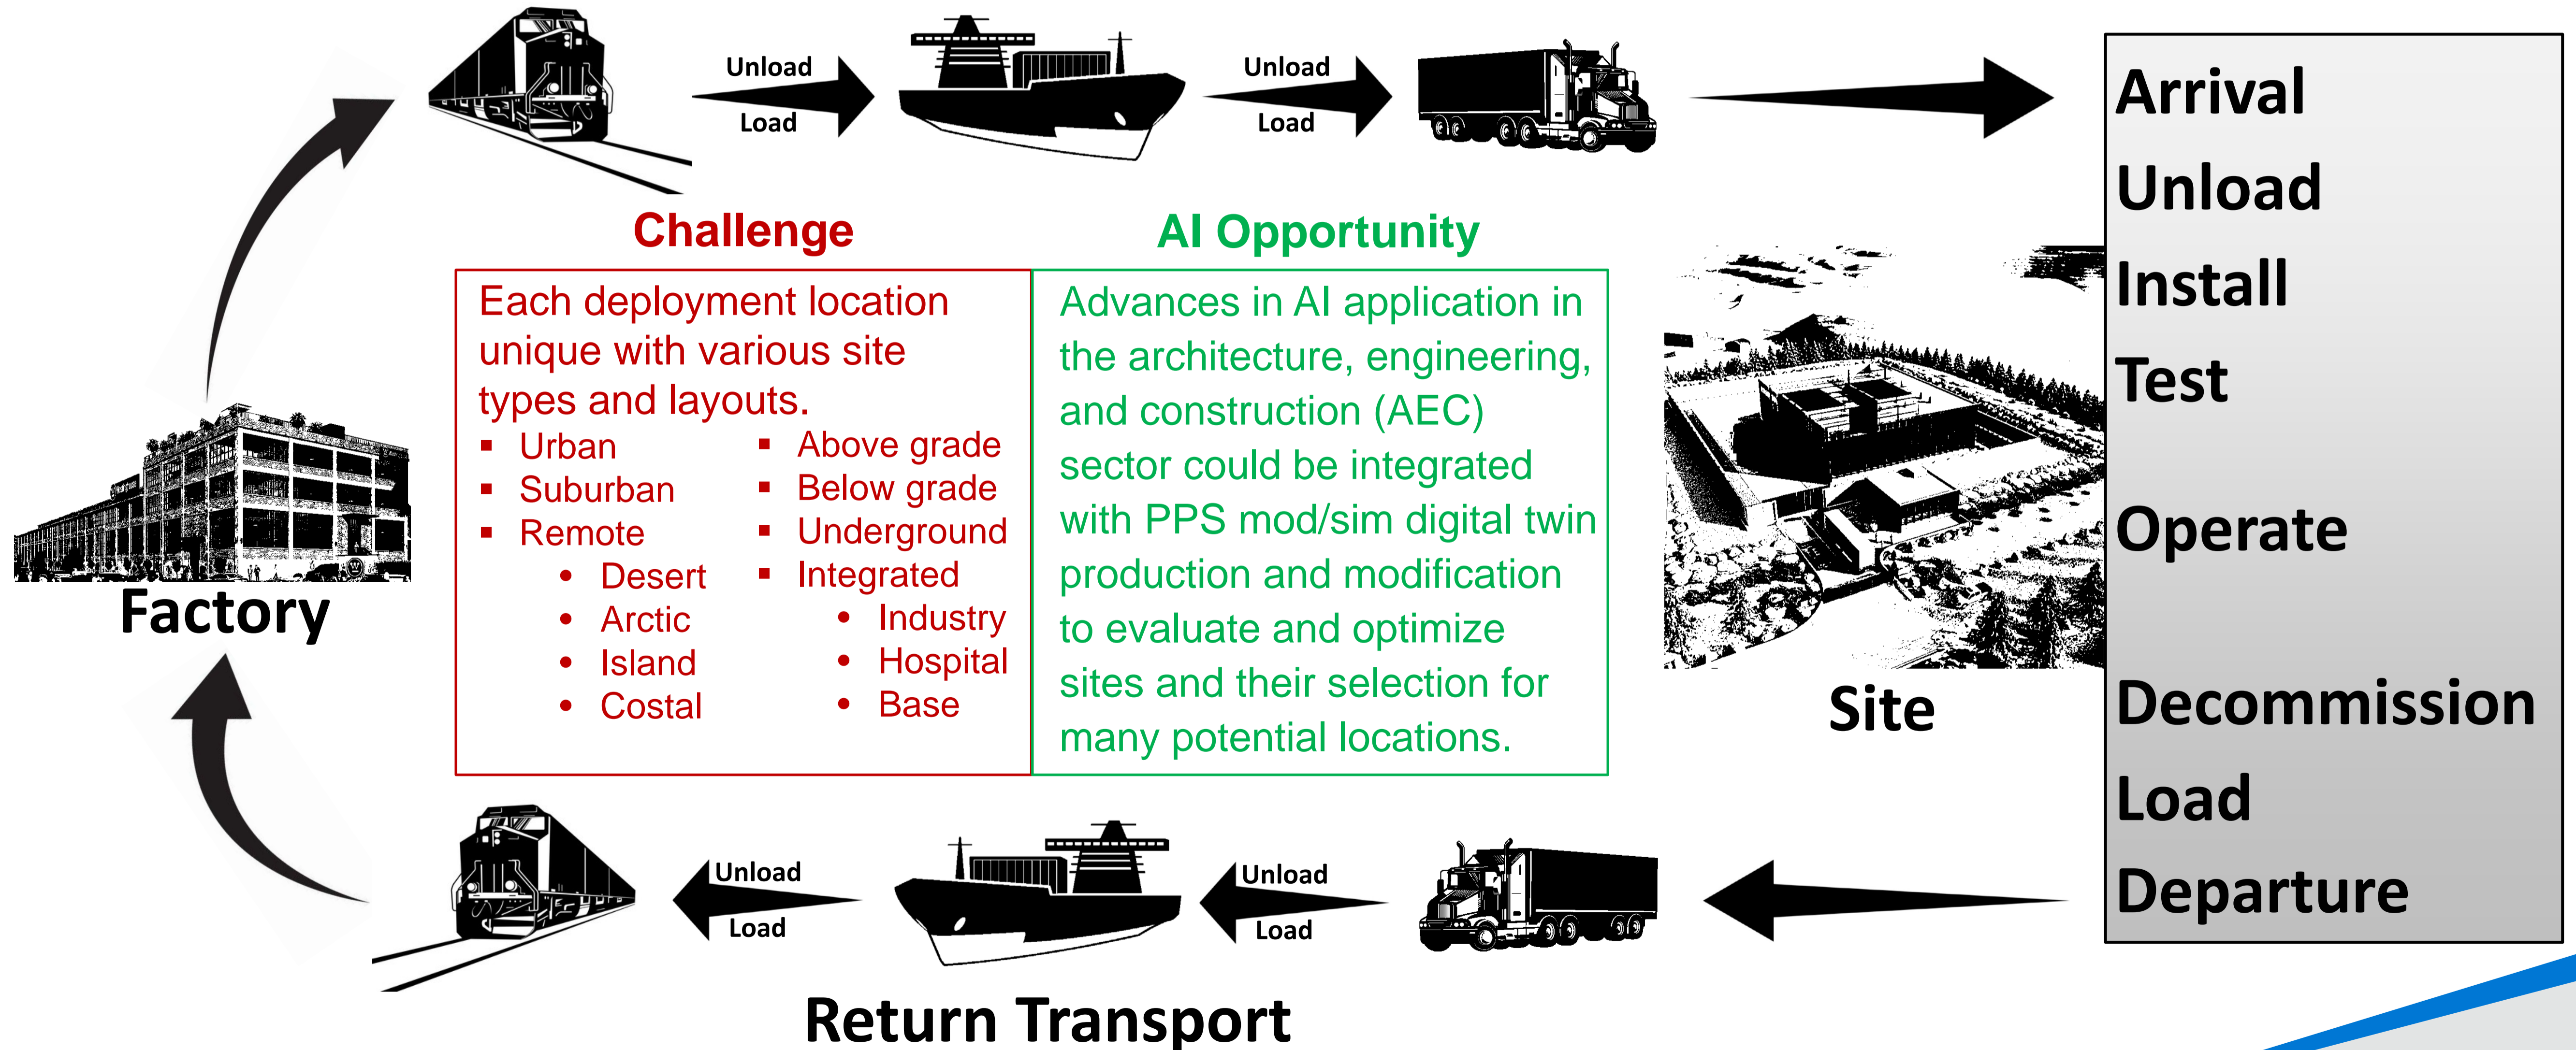 Unload
Load
Unload
Load
Challenge
Each deployment location
unique with various site
types and layouts.
▪ Urban
▪ Suburban
▪ Remote
• Desert
• Arctic
• Island
• Costal
▪ Above grade
▪ Below grade
▪ Underground
▪ Integrated
• Industry
• Hospital
• Base
AI Opportunity
Advances in AI application in
the architecture, engineering,
and construction (AEC)
sector could be integrated
with PPS mod/sim digital twin
production and modification
to evaluate and optimize
sites and their selection for
many potential locations.
Factory
Site
Arrival
Unload
Install
Test
Operate
Decommission
Load
Departure
Unload
Load
Unload
Load
Return Transport